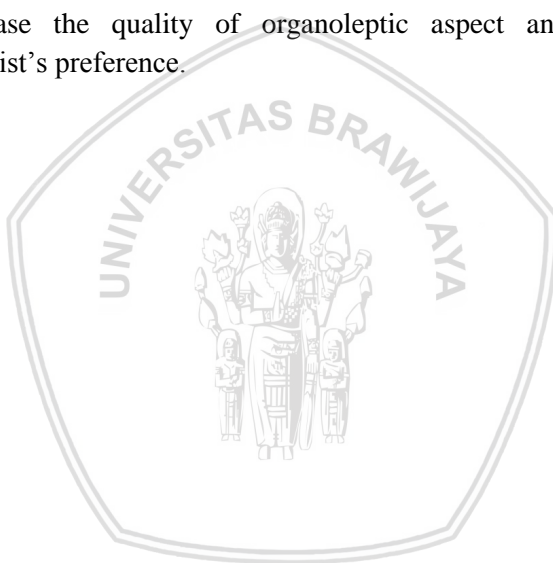 ase the quality of organoleptic aspect an
ist's preference.
UNIVERSITAS BRAWIJAYA